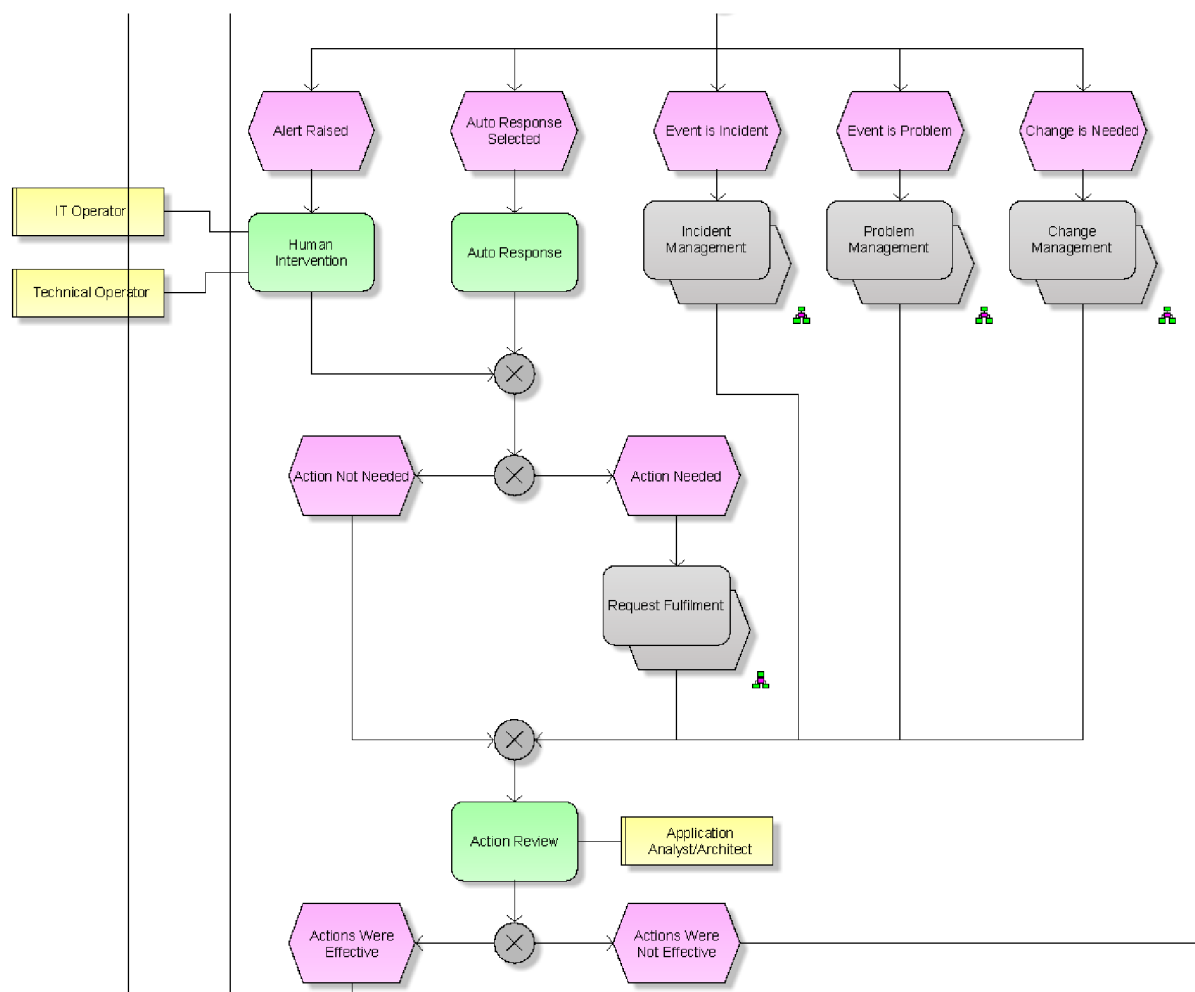 Alert Raised
Auto Response
Selected
Event is Incident
Event is Problem
Change is Needed
IT Operator
Technical Operator
Human
Intervention
Auto Response
Incident
Management
Problem
Management
Change
Management
Action Not Needed
Action Needed
Request Fulfilment
Action Review
Application
Analyst/Architect
Actions Were
Effective
Actions Were
Not Effective